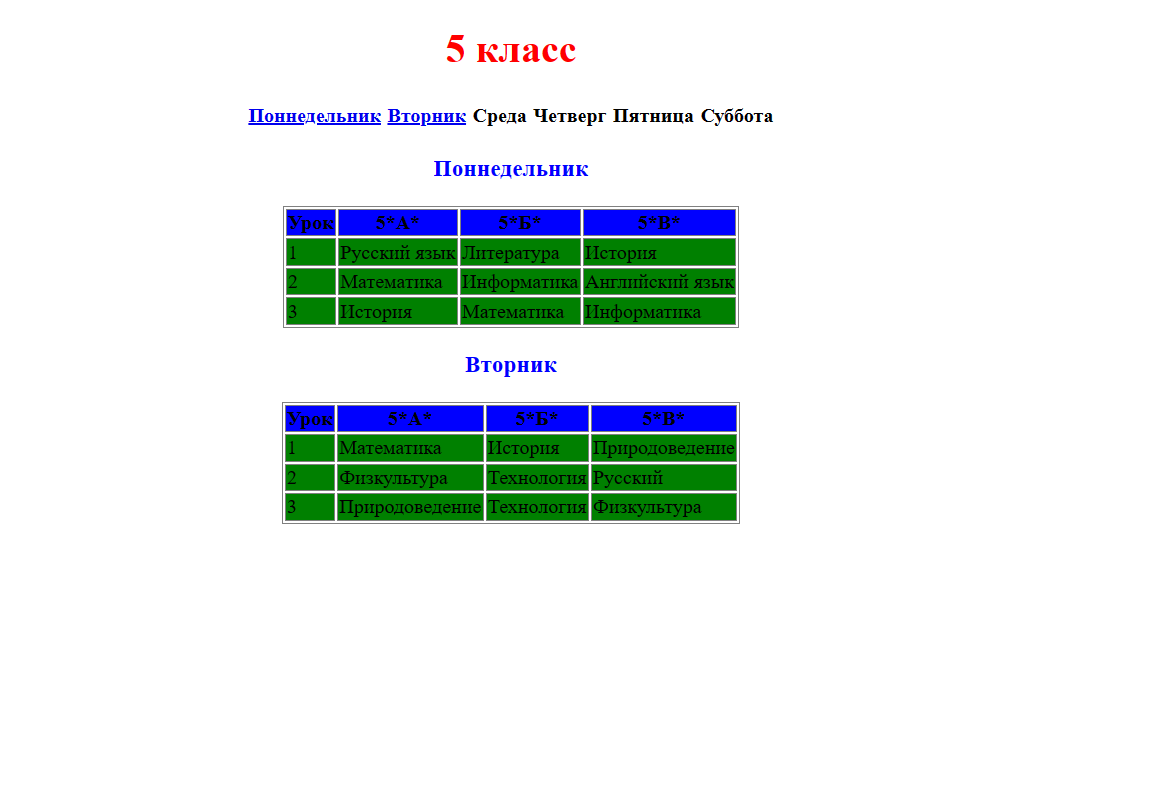 5 класс
Поннедельник Вторник Среда Четверг Пятница Суббота
Поннедельник
Урок 5*А* 5*Б* 5*В*
1 Русский язык Литература История
2 Математика Информатика Английский язык
3 История Математика Информатика
Вторник
Урок 5*А* 5*Б* 5*В*
1 Математика История Природоведение
2 Физкультура Технология Русский
3 Природоведение Технология Физкультура